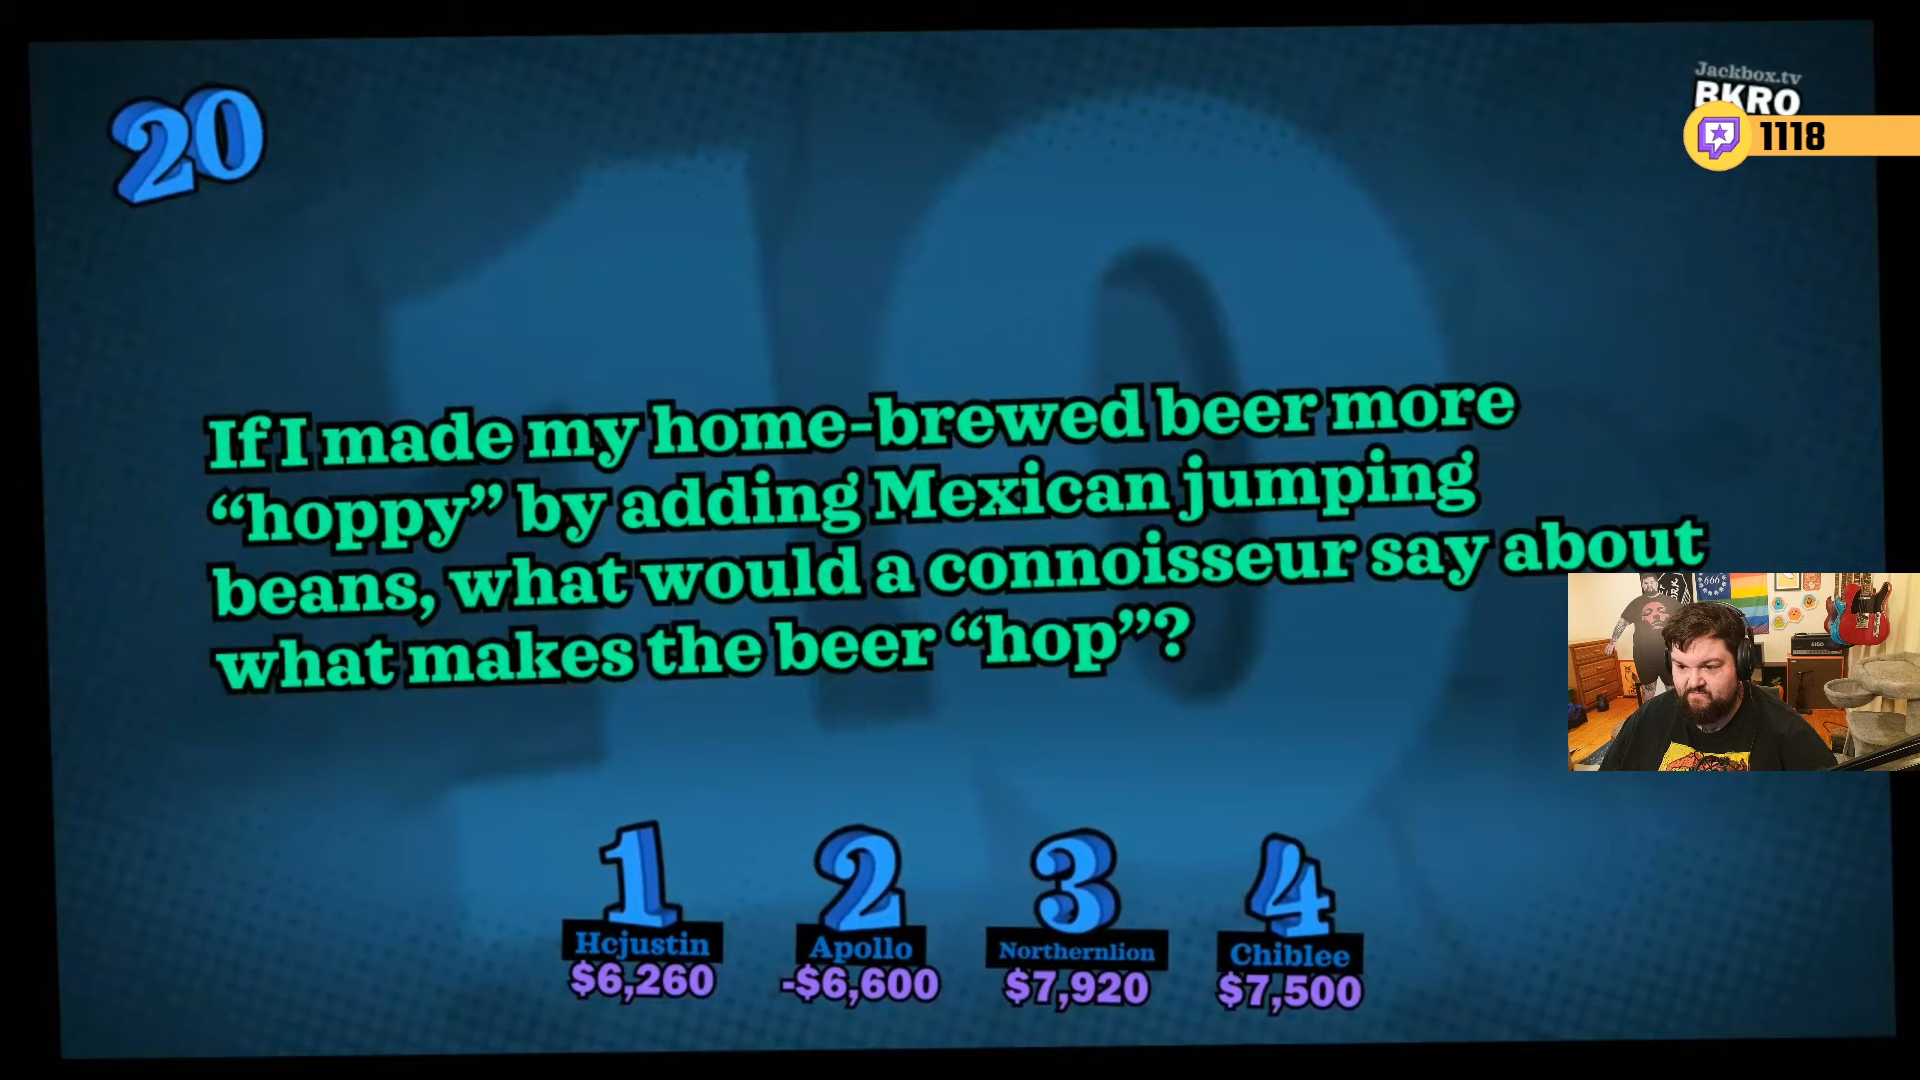 20
Jackbox.tv
BKRO
1118
If I made my home-brewed beer more
“hoppy” by adding Mexican jumping
beans, what would a connoisseur say about
what makes the beer “hop”?
666
1 2 3 4
Hcjustin Apollo Northernlion Chiblee
$6,260 -$6,600 $7,920 $7,500